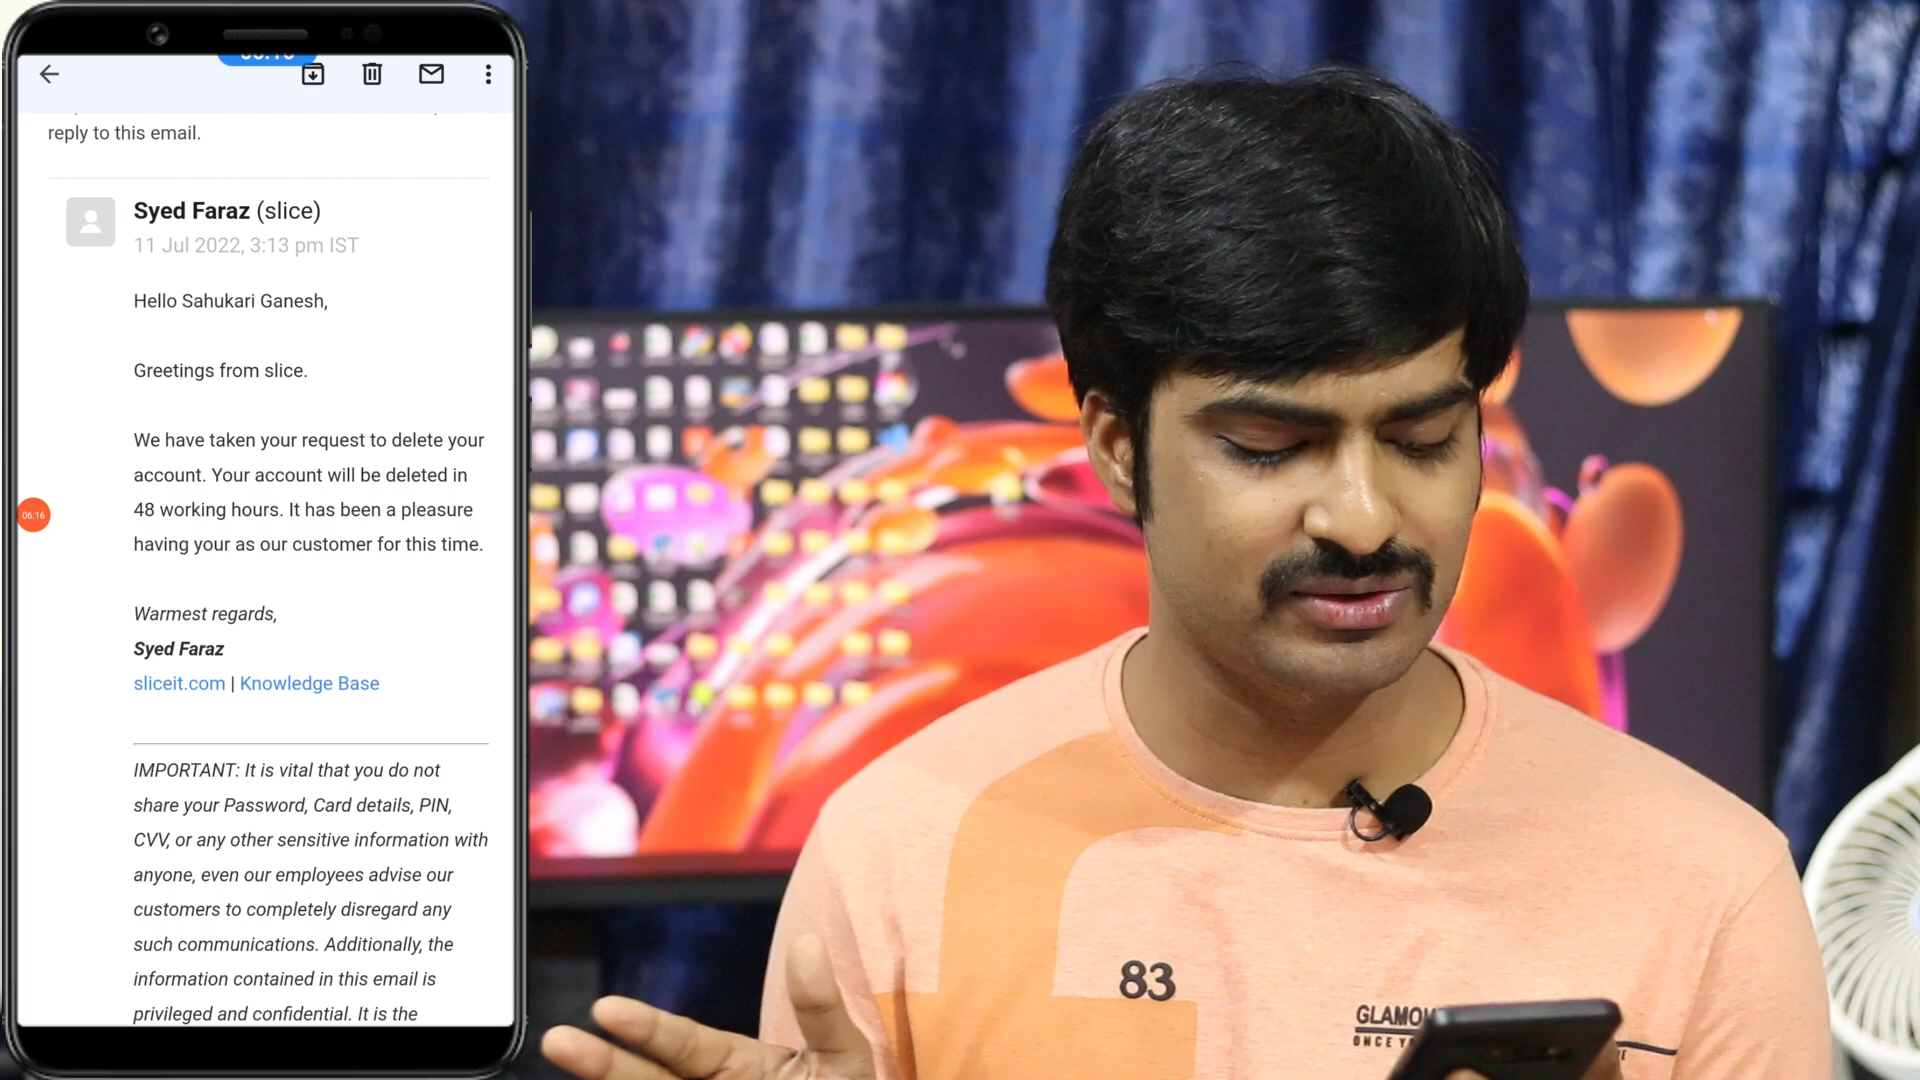 reply to this email.
Syed Faraz (slice)
11 Jul 2022, 3:13 pm IST
Hello Sahukari Ganesh,
Greetings from slice.
We have taken your request to delete your
account. Your account will be deleted in
48 working hours. It has been a pleasure
having your as our customer for this time.
Warmest regards,
Syed Faraz
sliceit.com | Knowledge Base
IMPORTANT: It is vital that you do not
share your Password, Card details, PIN,
CVV, or any other sensitive information with
anyone, even our employees advise our
customers to completely disregard any
such communications. Additionally, the
information contained in this email is
privileged and confidential. It is the
06:16
83
GLAMOU
ONCE